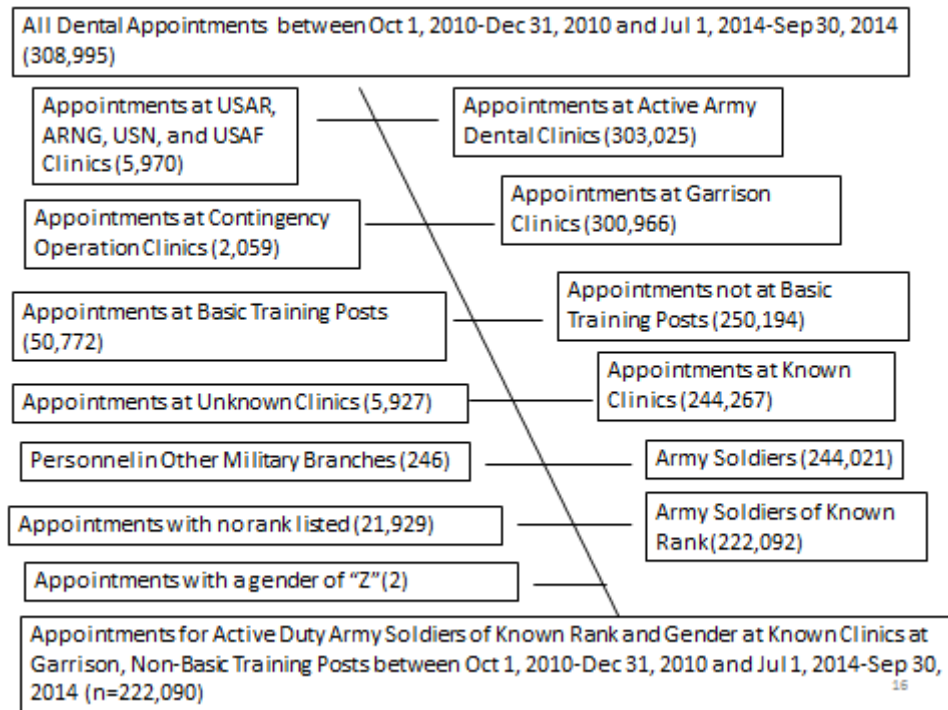 All Dental Appointments between Oct 1, 2010-Dec 31, 2010 and Jul 1, 2014-Sep 30, 2014
(308,995)
Appointments at USAR,
ARNG, USN, and USAF
Clinics (5,970)
Appointments at Active Army
Dental Clinics (303,025)
Appointments at Contingency
Operation Clinics (2,059)
Appointments at Garrison
Clinics (300,966)
Appointments at Basic Training Posts
(50,772)
Appointments not at Basic
Training Posts (250,194)
Appointments at Unknown Clinics (5,927)
Appointments at Known
Clinics (244,267)
Personnel in Other Military Branches (246)
Army Soldiers (244,021)
Appointments with no rank listed (21,929)
Army Soldiers of Known
Rank (222,092)
Appointments with a gender of “Z” (2)
Appointments for Active Duty Army Soldiers of Known Rank and Gender at Known Clinics at
Garrison, Non-Basic Training Posts between Oct 1, 2010-Dec 31, 2010 and Jul 1, 2014-Sep 30,
2014 (n=222,090)
16